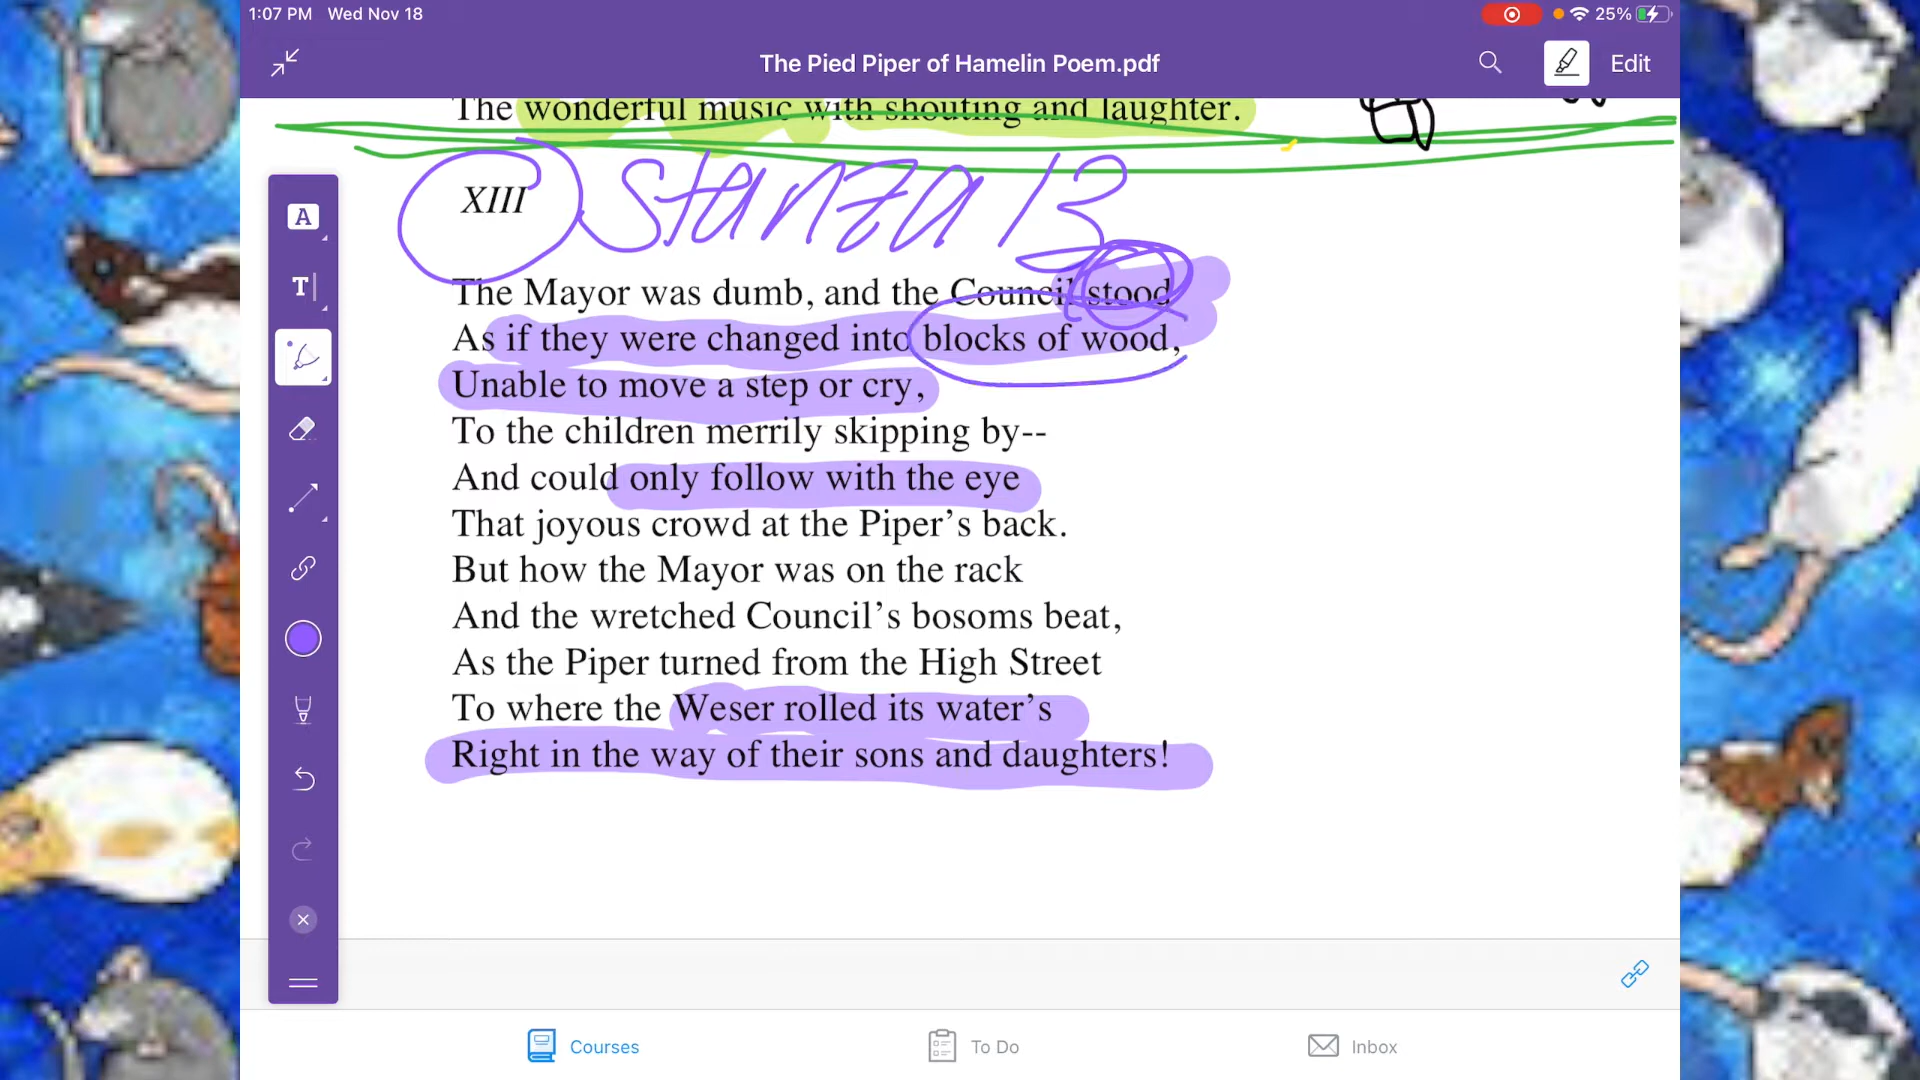 1:07 PM Wed Nov 18
25%
The Pied Piper of Hamelin Poem.pdf
Edit
The wonderful music with shouting and laughter.
XIII stanza 13
A
The Mayor was dumb, and the Council stood
T
As if they were changed into blocks of wood,
Unable to move a step or cry,
To the children merrily skipping by--
And could only follow with the eye
That joyous crowd at the Piper’s back.
But how the Mayor was on the rack
And the wretched Council’s bosoms beat,
As the Piper turned from the High Street
To where the Weser rolled its water’s
Right in the way of their sons and daughters!
Courses
To Do
Inbox